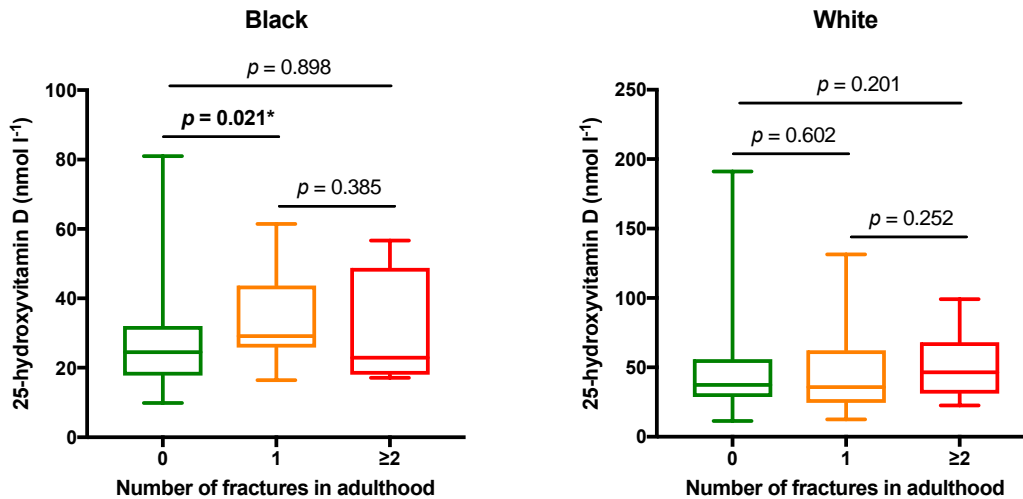 Black
25-hydroxyvitamin D (nmol l⁻¹)
100
80
60
40
20
0
p = 0.898
p = 0.021*
p = 0.385
0 1 ≥2
Number of fractures in adulthood
White
25-hydroxyvitamin D (nmol l⁻¹)
250
200
150
100
50
0
p = 0.201
p = 0.602
p = 0.252
0 1 ≥2
Number of fractures in adulthood